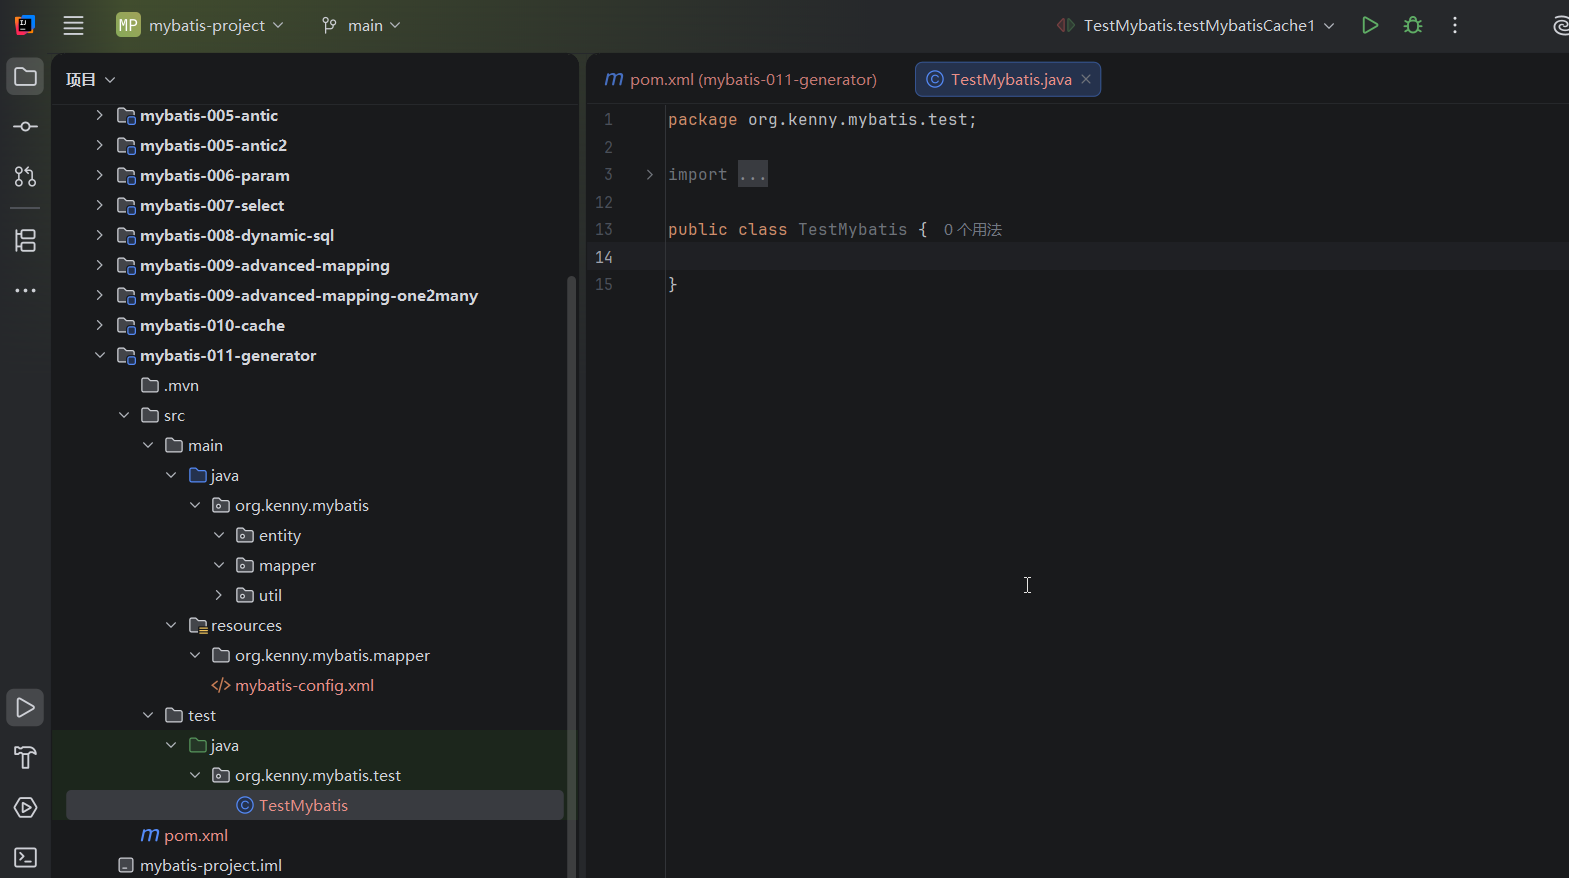 MP mybatis-project main TestMybatis.testMybatisCache1
项目
mybatis-005-antic
mybatis-005-antic2
mybatis-006-param
mybatis-007-select
mybatis-008-dynamic-sql
mybatis-009-advanced-mapping
mybatis-009-advanced-mapping-one2many
mybatis-010-cache
mybatis-011-generator
.mvn
src
main
java
org.kenny.mybatis
entity
mapper
util
resources
org.kenny.mybatis.mapper
</> mybatis-config.xml
test
java
org.kenny.mybatis.test
© TestMybatis
m pom.xml
mybatis-project.iml
m pom.xml (mybatis-011-generator) © TestMybatis.java ×
1 package org.kenny.mybatis.test;
2
3 import ...
12
13 public class TestMybatis { 0 个用法
14
15 }